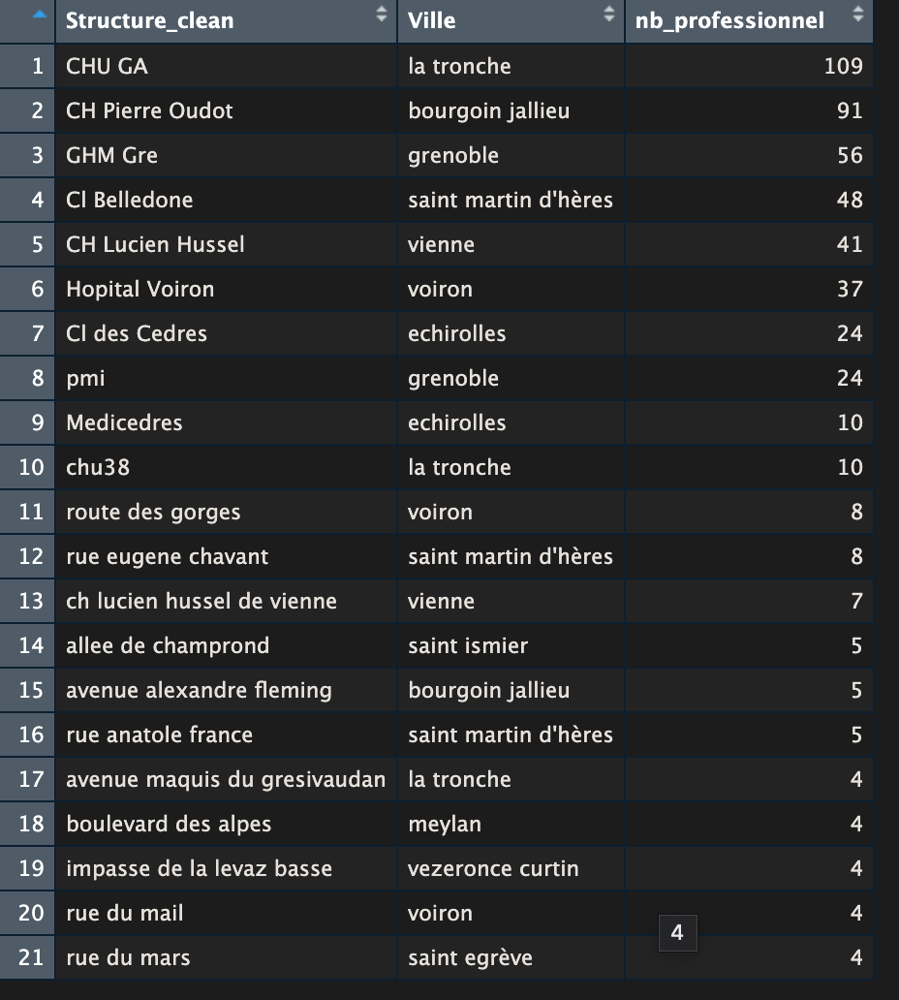 Structure_clean Ville nb_professionnel
1 CHU GA la tronche 109
2 CH Pierre Oudot bourgoin jallieu 91
3 GHM Gre grenoble 56
4 Cl Belledone saint martin d'hères 48
5 CH Lucien Hussel vienne 41
6 Hopital Voiron voiron 37
7 Cl des Cedres echirolles 24
8 pmi grenoble 24
9 Medicedres echirolles 10
10 chu38 la tronche 10
11 route des gorges voiron 8
12 rue eugene chavant saint martin d'hères 8
13 ch lucien hussel de vienne vienne 7
14 allee de champrond saint ismier 5
15 avenue alexandre fleming bourgoin jallieu 5
16 rue anatole france saint martin d'hères 5
17 avenue maquis du gresivaudan la tronche 4
18 boulevard des alpes meylan 4
19 impasse de la levaz basse vezeronce curtin 4
20 rue du mail voiron 4
4
21 rue du mars saint egrève 4